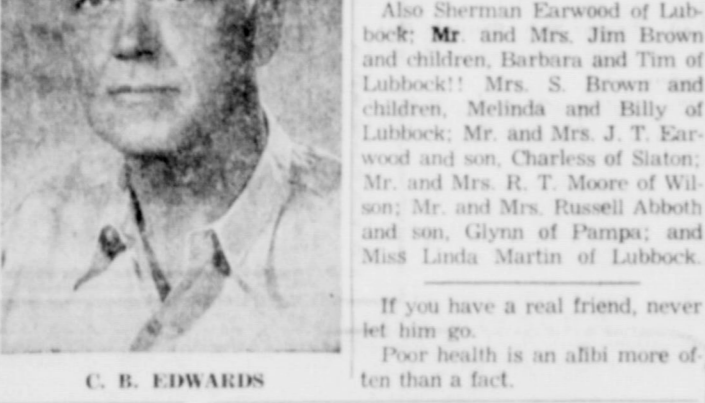 C. B. EDWARDS
Also Sherman Earwood of Lub-
bock; Mr. and Mrs. Jim Brown
and children, Barbara and Tim of
Lubbock!! Mrs. S. Brown and
children, Melinda and Billy of
Lubbock; Mr. and Mrs. J. T. Ear-
wood and son, Charless of Slaton;
Mr. and Mrs. R. T. Moore of Wil-
son; Mr. and Mrs. Russell Abboth
and son, Glynn of Pampa; and
Miss Linda Martin of Lubbock.
If you have a real friend, never
let him go.
Poor health is an alibi more of-
ten than a fact.